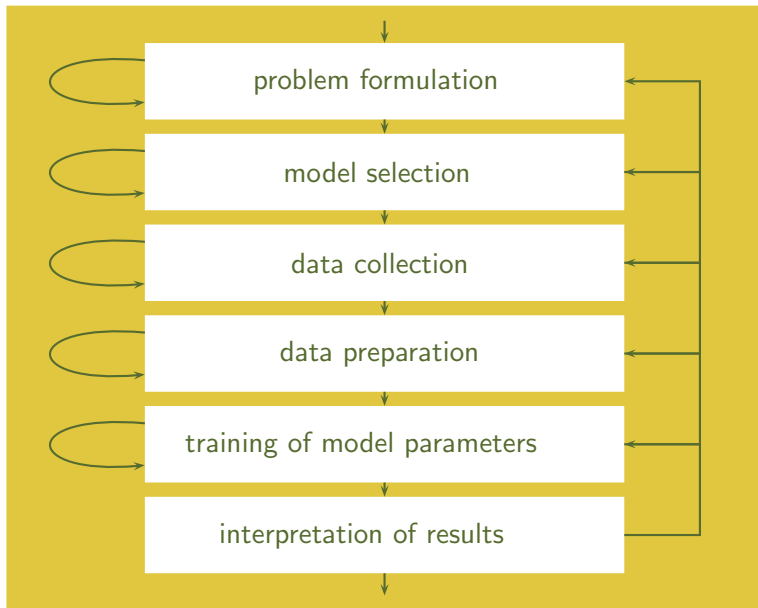 problem formulation
model selection
data collection
data preparation
training of model parameters
interpretation of results